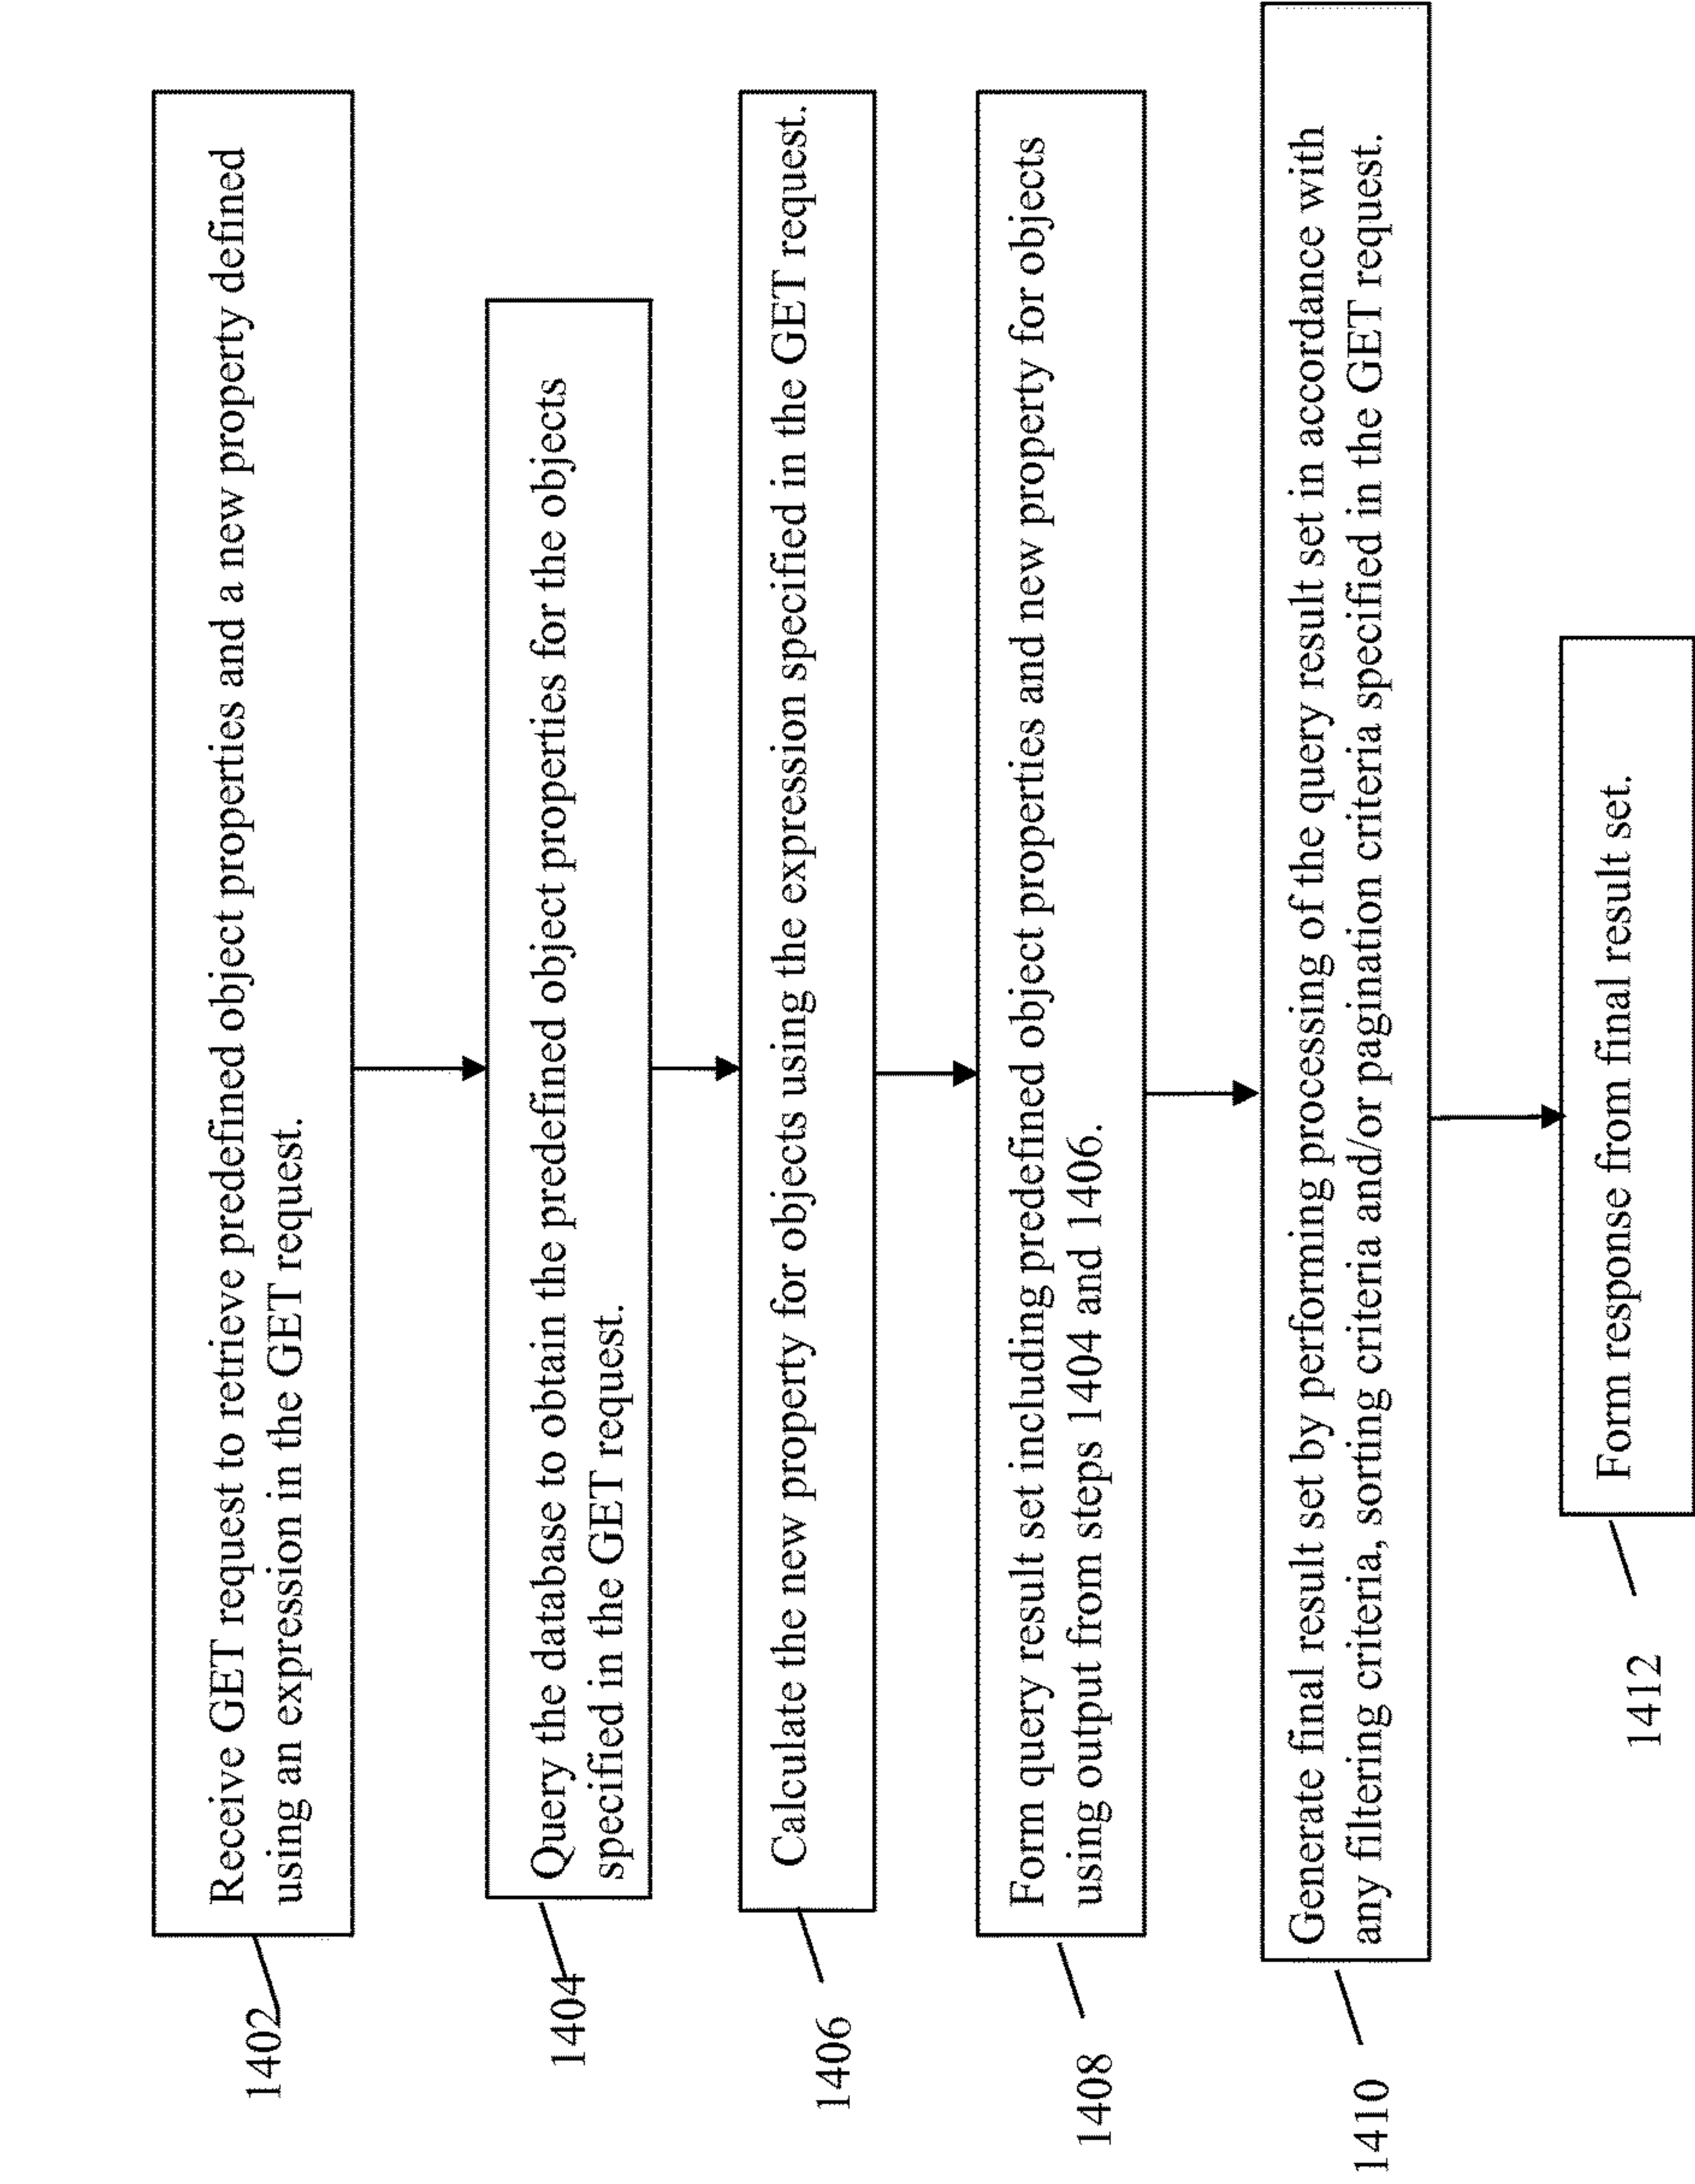 Receive GET request to retrieve predefined object properties and a new property defined
using an expression in the GET request.
1402
Query the database to obtain the predefined object properties for the objects
specified in the GET request.
1404
Calculate the new property for objects using the expression specified in the GET request.
1406
Form query result set including predefined object properties and new property for objects
using output from steps 1404 and 1406.
1408
Generate final result set by performing processing of the query result set in accordance with
any filtering criteria, sorting criteria and/or pagination criteria specified in the GET request.
1410
Form response from final result set.
1412